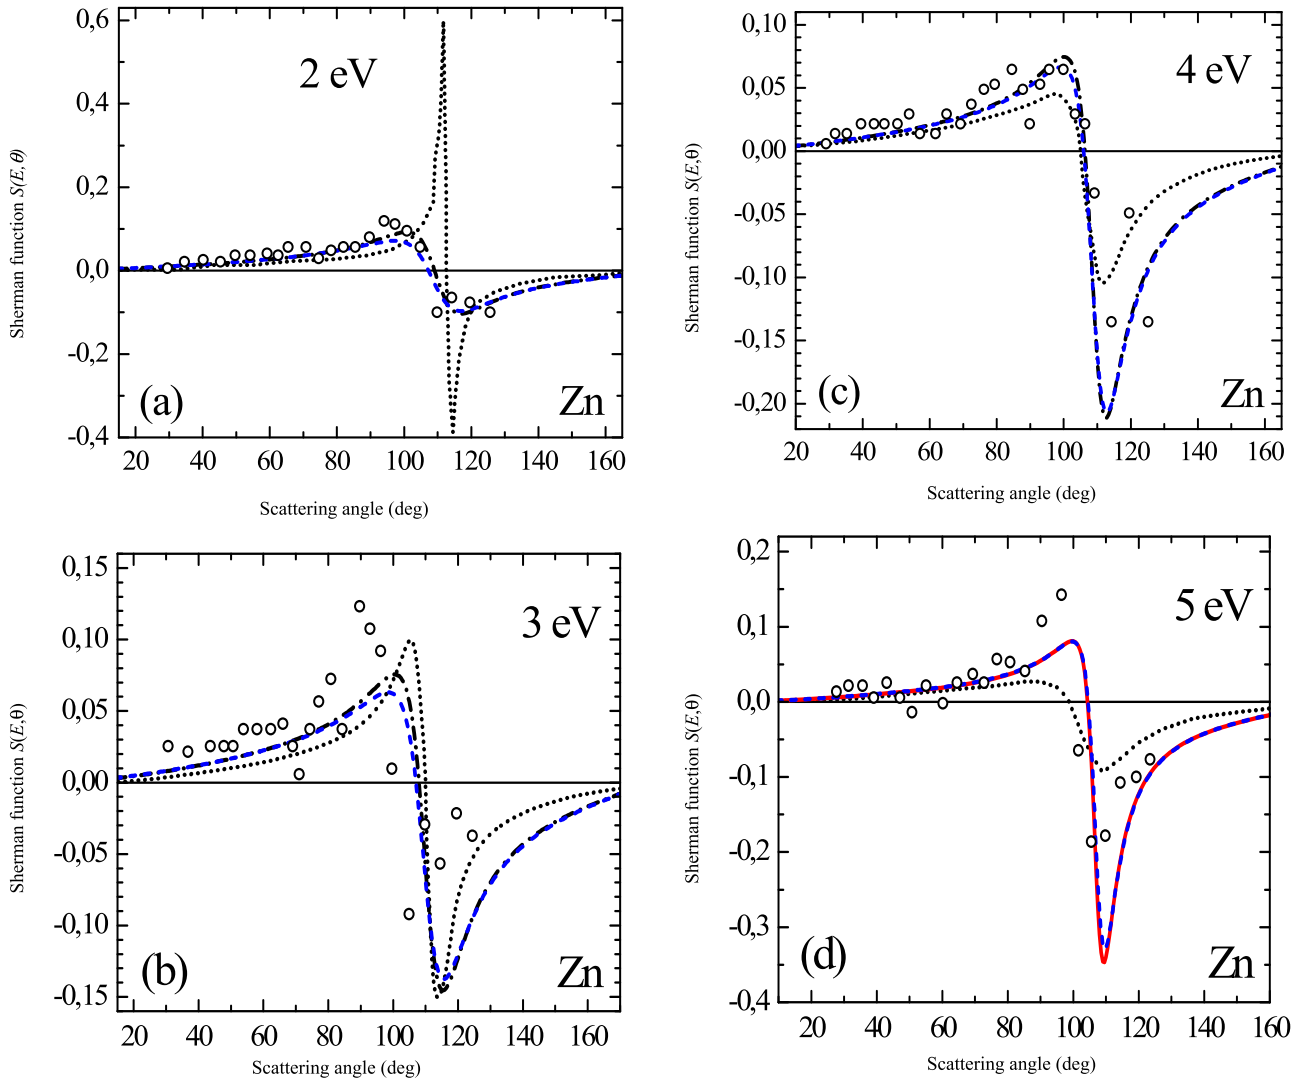 0,6
0,4
0,2
0,0
-0,2
-0,4
Sherman function S(E,θ)
2 eV
(a)
Zn
20 40 60 80 100 120 140 160
Scattering angle (deg)
0,10
0,05
0,00
-0,05
-0,10
-0,15
-0,20
Sherman function S(E,θ)
4 eV
(c)
Zn
20 40 60 80 100 120 140 160
Scattering angle (deg)
0,15
0,10
0,05
0,00
-0,05
-0,10
-0,15
Sherman function S(E,θ)
3 eV
(b)
Zn
20 40 60 80 100 120 140 160
Scattering angle (deg)
0,2
0,1
0,0
-0,1
-0,2
-0,3
-0,4
Sherman function S(E,θ)
5 eV
(d)
Zn
20 40 60 80 100 120 140 160
Scattering angle (deg)